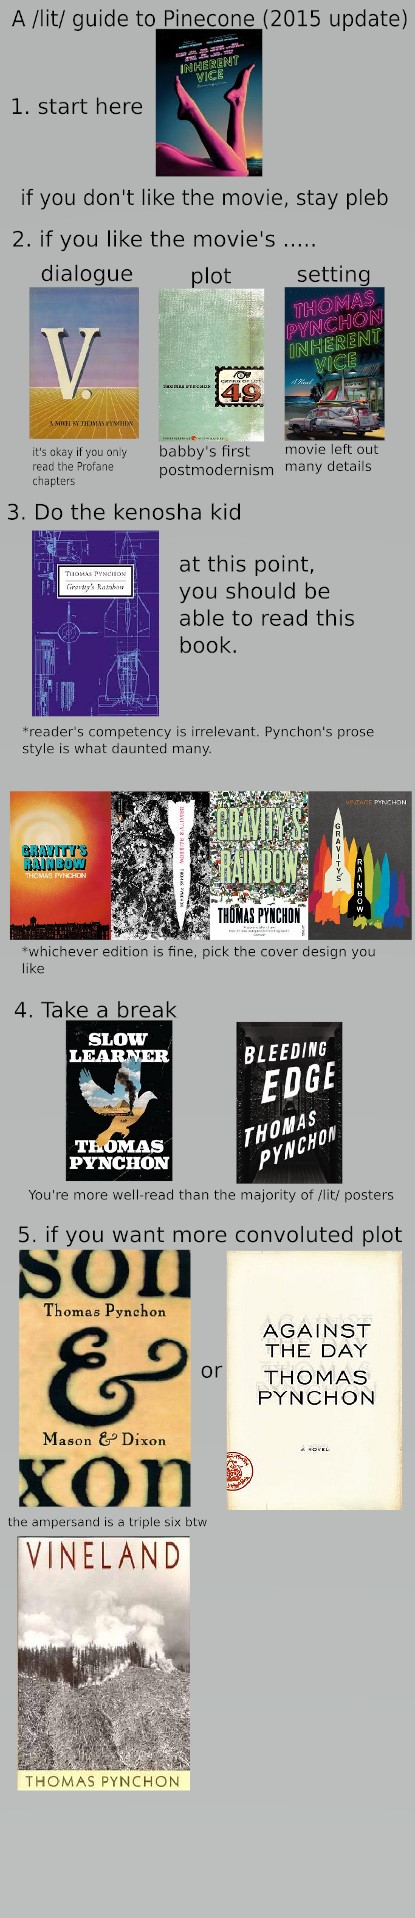 A /lit/ guide to Pinecone (2015 update)
INHERENT
VICE
1. start here
if you don't like the movie, stay pleb
2. if you like the movie's .....
dialogue
plot
setting
V.
A NOVEL BY THOMAS PYNCHON
THOMAS PYNCHON
49
THOMAS
PYNCHON
INHERENT
VICE
A Novel
it's okay if you only
read the Profane
chapters
babby's first
postmodernism
movie left out
many details
3. Do the kenosha kid
THOMAS PYNCHON
Gravity's Rainbow
at this point,
you should be
able to read this
book.
*reader's competency is irrelevant. Pynchon's prose
style is what daunted many.
GRAVITY'S
RAINBOW
THOMAS PYNCHON
GRAVITY'S
RAINBOW
THOMAS PYNCHON
VINTAGE PYNCHON
GRAVITY'S
RAINBOW
*whichever edition is fine, pick the cover design you
like
4. Take a break
SLOW
LEARNER
THOMAS
PYNCHON
BLEEDING
EDGE
THOMAS
PYNCHON
You're more well-read than the majority of /lit/ posters
5. if you want more convoluted plot
son
Thomas Pynchon
&
Mason & Dixon
xon
or
AGAINST
THE DAY
THOMAS
PYNCHON
A NOVEL
the ampersand is a triple six btw
VINELAND
THOMAS PYNCHON